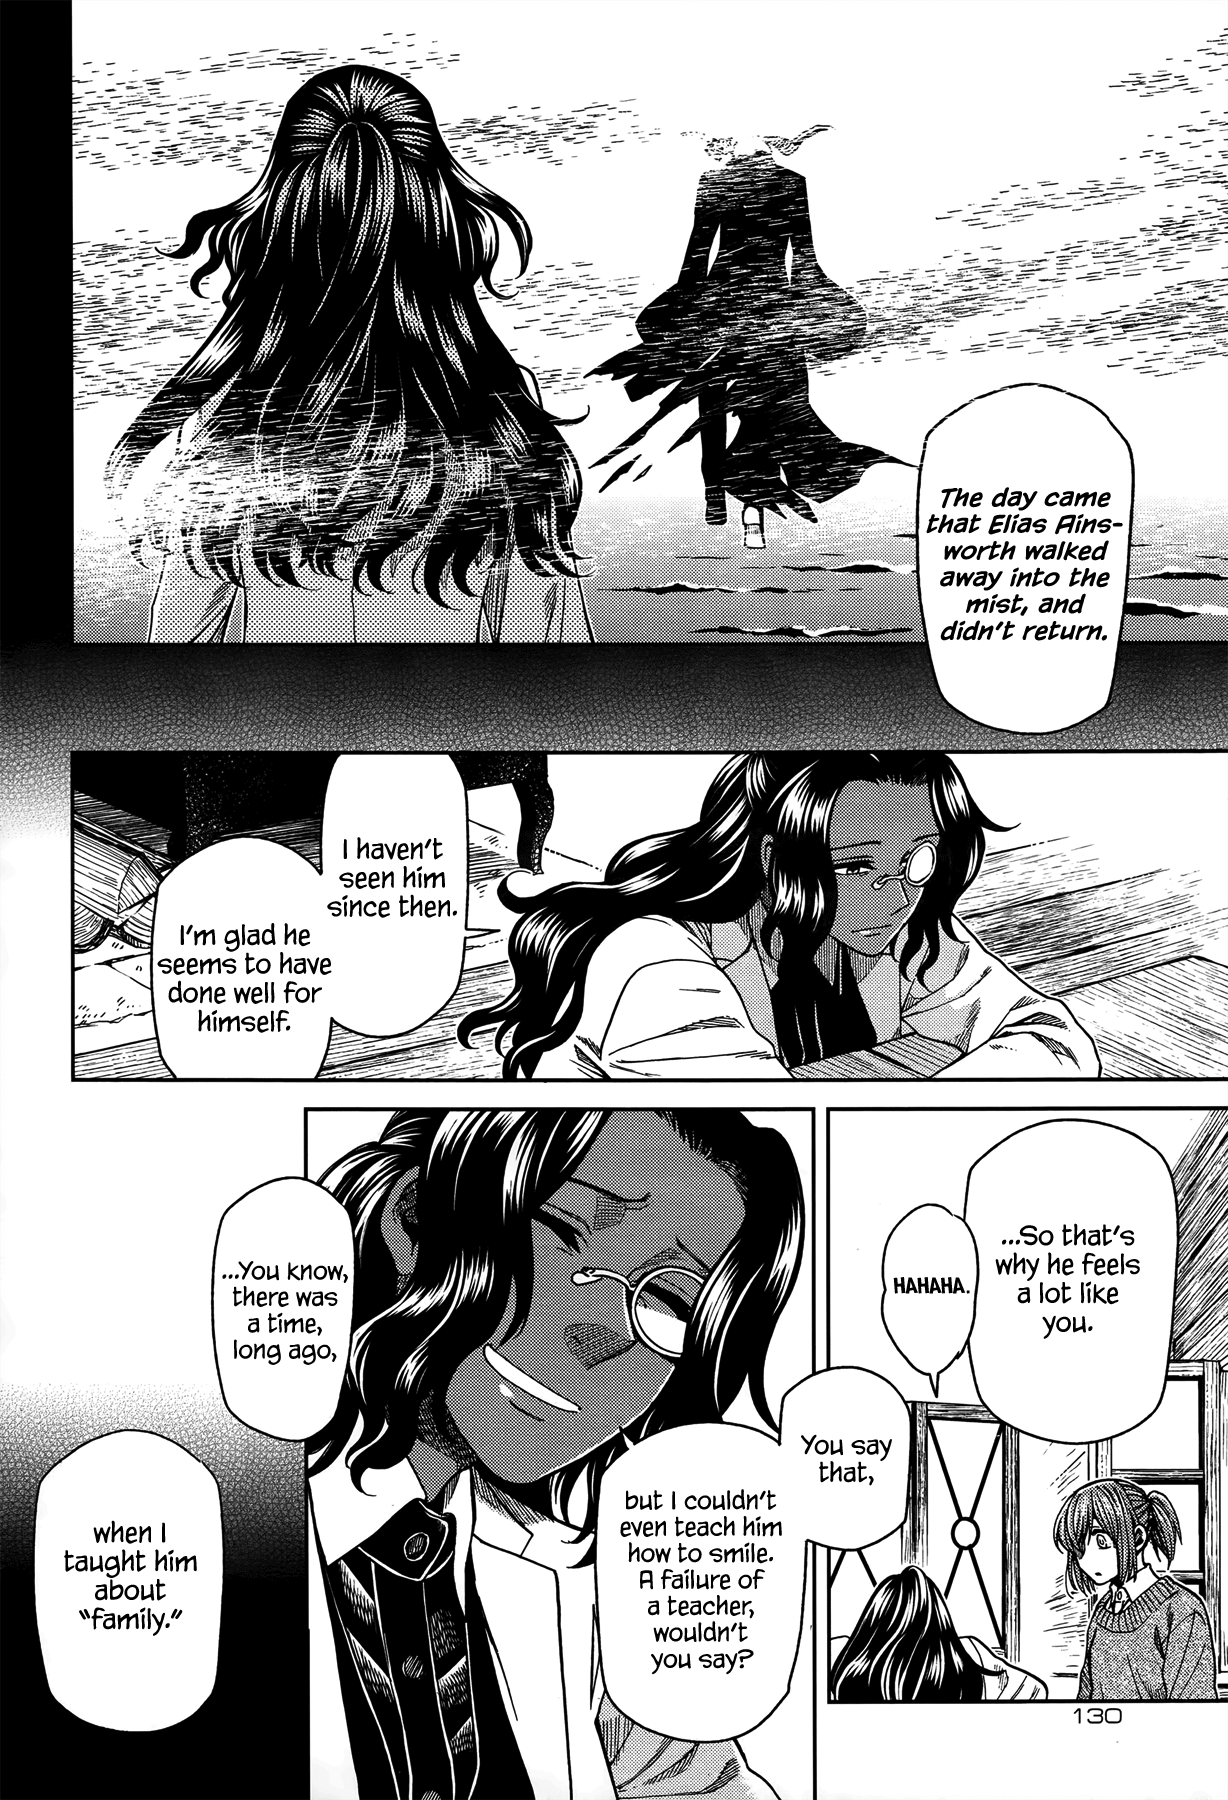 The day came
that Elias Ains-
worth walked
away into the
mist, and
didn't return.
I haven't
seen him
since then.
I'm glad he
seems to have
done well for
himself.
...So that's
why he feels
a lot like
you.
HAHAHA.
You say
that,
but I couldn't
even teach him
how to smile.
A failure of
a teacher,
wouldn't
you say?
...You know,
there was
a time,
long ago,
when I
taught him
about
"family."
130